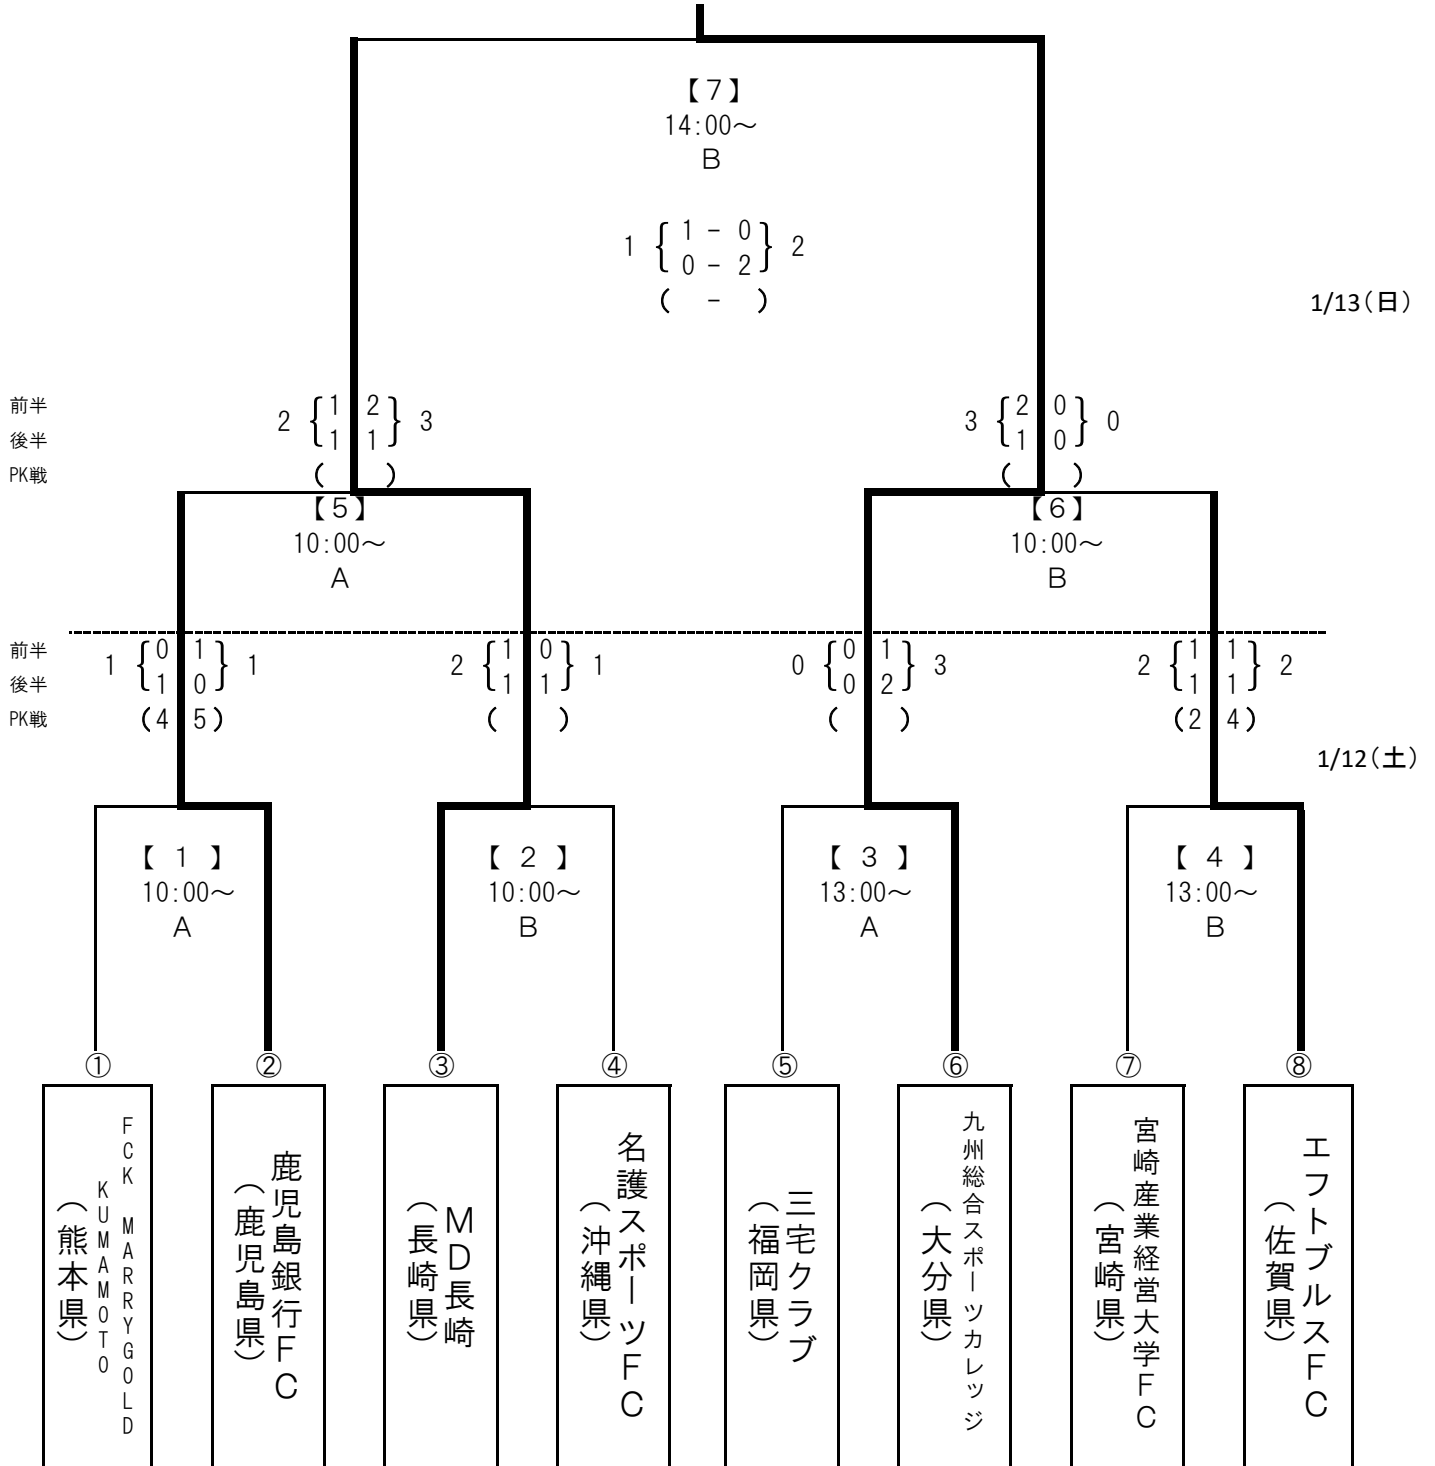 【７】
14:00～
Ｂ
1 { 1 - 0 } 2
0 - 2
( - )
1/13（日）
前半
後半
PK戦
2 { 1 2 } 3
1 1
( )
3 { 2 0 } 0
1 0
( )
【５】
10:00～
Ａ
【６】
10:00～
Ｂ
前半
後半
PK戦
1 { 0 1 } 1
1 0
(4 5)
2 { 1 0 } 1
1 1
( )
0 { 0 1 } 3
0 2
( )
2 { 1 1 } 2
1 1
(2 4)
1/12（土）
【 １ 】
10:00～
Ａ
【 ２ 】
10:00～
Ｂ
【 ３ 】
13:00～
Ａ
【 ４ 】
13:00～
Ｂ
①
②
③
④
⑤
⑥
⑦
⑧
FCK MARRYGOLD
KUMAMOTO
（熊本県）
鹿児島銀行ＦＣ
（鹿児島県）
ＭＤ長崎
（長崎県）
名護スポーツＦＣ
（沖縄県）
三宅クラブ
（福岡県）
九州総合スポーツカレッジ
（大分県）
宮崎産業経営大学ＦＣ
（宮崎県）
エフトブルスＦＣ
（佐賀県）